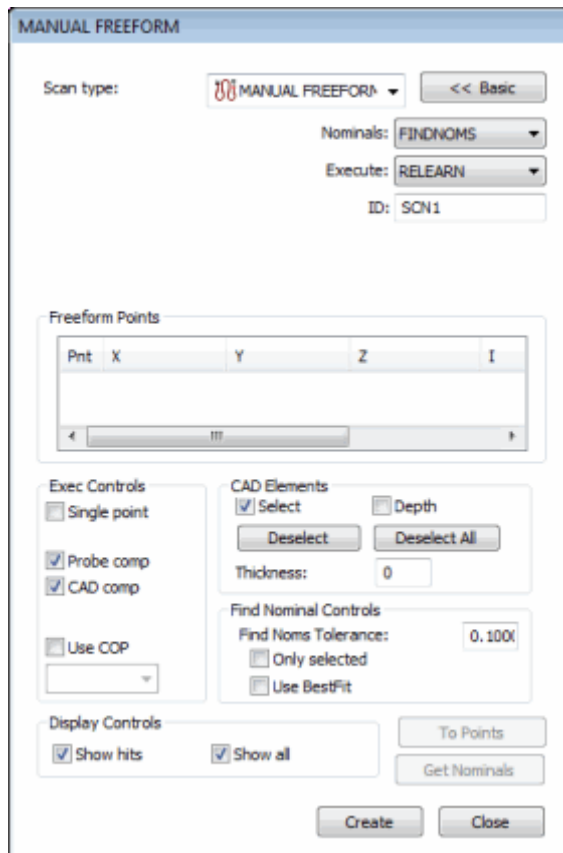 MANUAL FREEFORM
Scan type: MANUAL FREEFORM << Basic
Nominals: FINDNOMS
Execute: RELEARN
ID: SCN1
Freeform Points
Pnt X Y Z I
Exec Controls
Single point
Probe comp
CAD comp
Use COP
CAD Elements
Select Depth
Deselect Deselect All
Thickness: 0
Find Nominal Controls
Find Noms Tolerance: 0.100
Only selected
Use BestFit
Display Controls
Show hits Show all
To Points
Get Nominals
Create Close